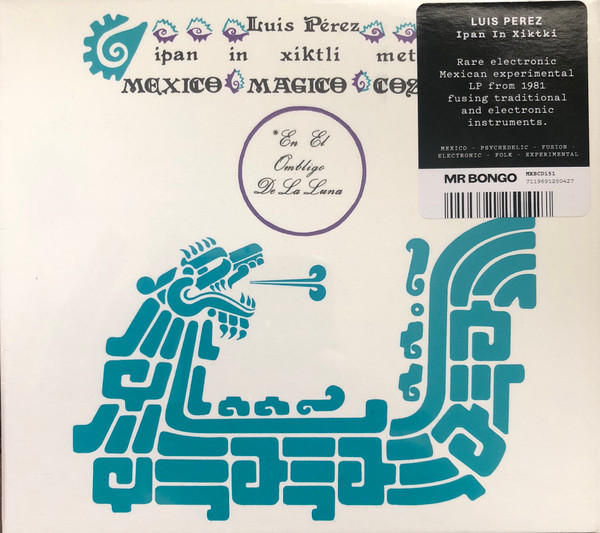 Luis Pérez
ipan in xiktli met
MEXICO MAGICO COZ
*En El
Ombligo
De La Luna
LUIS PEREZ
Ipan In Xiktki
Rare electronic
Mexican experimental
LP from 1981
fusing traditional
and electronic
instruments.
MEXICO - PSYCHEDELIC - FUSION -
ELECTRONIC - FOLK - EXPERIMENTAL
MR BONGO
MRBCD151
7119691250427